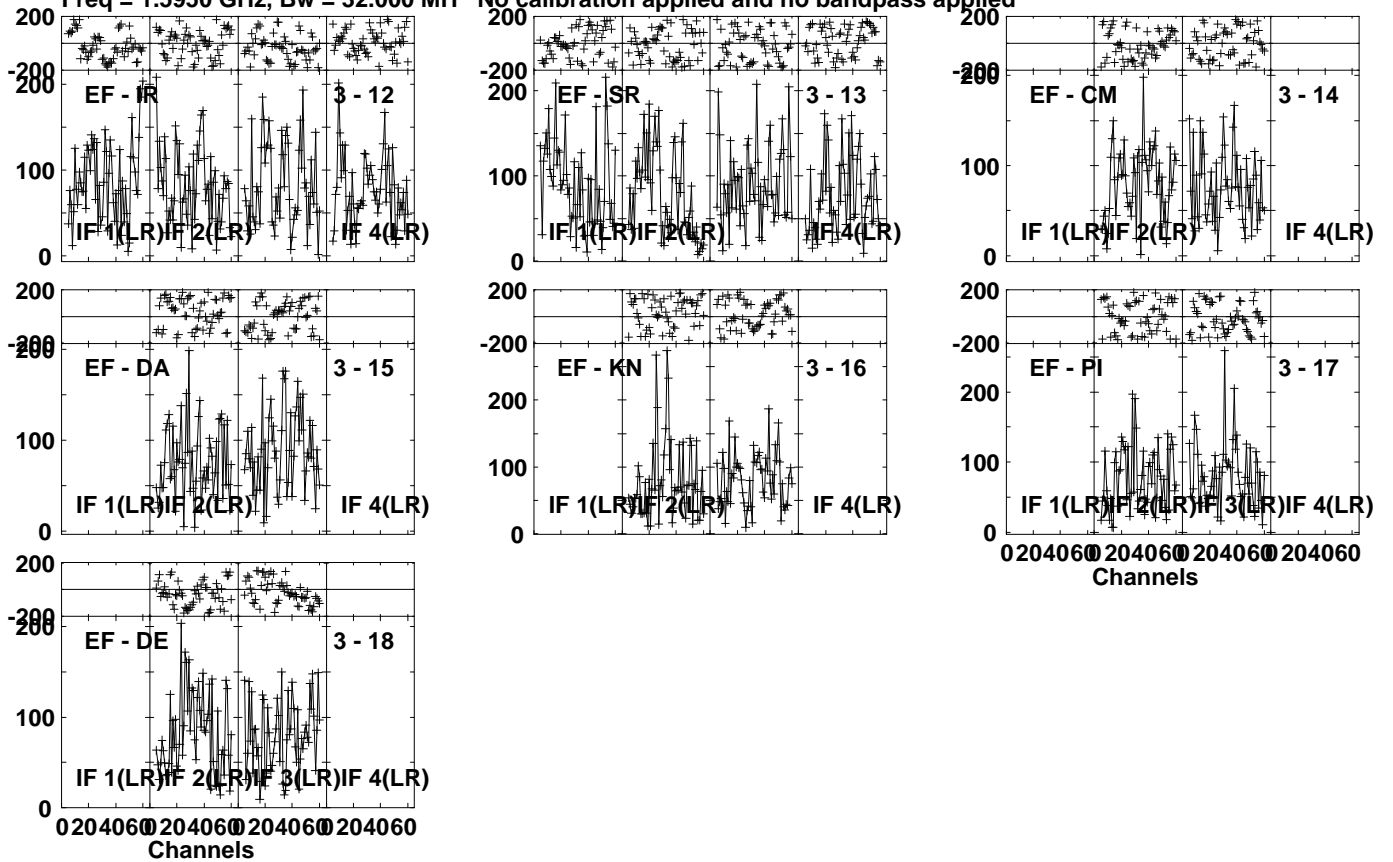 Freq = 1.5950 GHz, Bw = 32.000 MH No calibration applied and no bandpass applied
200
-200
200
100
0
EF - IR
3 - 12
IF 1(LR)
IF 2(LR)
IF 4(LR)
200
-200
200
100
0
EF - SR
3 - 13
IF 1(LR)
IF 2(LR)
IF 4(LR)
200
-200
200
100
0
EF - CM
3 - 14
IF 1(LR)
IF 2(LR)
IF 4(LR)
200
-200
200
100
0
EF - DA
3 - 15
IF 1(LR)
IF 2(LR)
IF 4(LR)
200
-200
200
100
0
EF - KN
3 - 16
IF 1(LR)
IF 2(LR)
IF 4(LR)
200
-200
200
100
0
EF - PI
3 - 17
IF 1(LR)
IF 2(LR)
IF 3(LR)
IF 4(LR)
0 20 40 60 0 20 40 60 0 20 40 60 0 20 40 60
Channels
200
-200
200
100
0
EF - DE
3 - 18
IF 1(LR)
IF 2(LR)
IF 3(LR)
IF 4(LR)
0 20 40 60 0 20 40 60 0 20 40 60 0 20 40 60
Channels